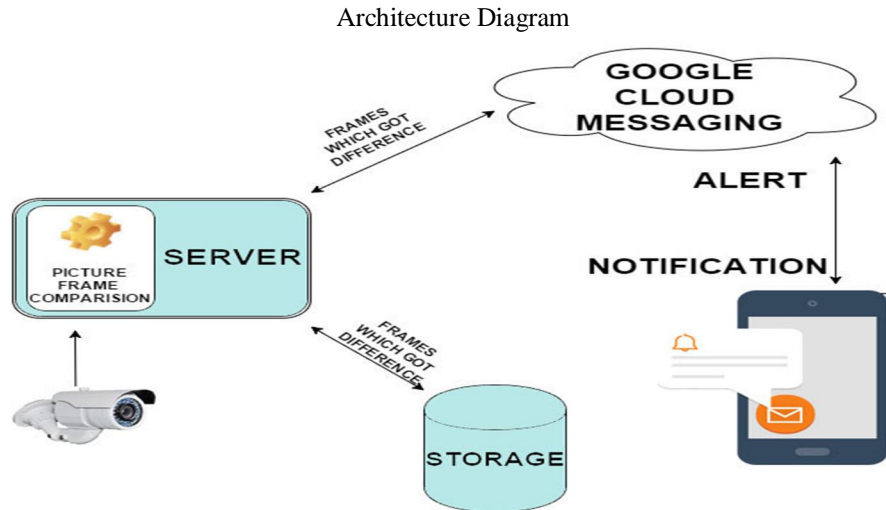 Architecture Diagram
GOOGLE
CLOUD
MESSAGING
FRAMES
WHICH GOT
DIFFERENCE
ALERT
SERVER
PICTURE
FRAME
COMPARISION
NOTIFICATION
FRAMES
WHICH GOT
DIFFERENCE
STORAGE